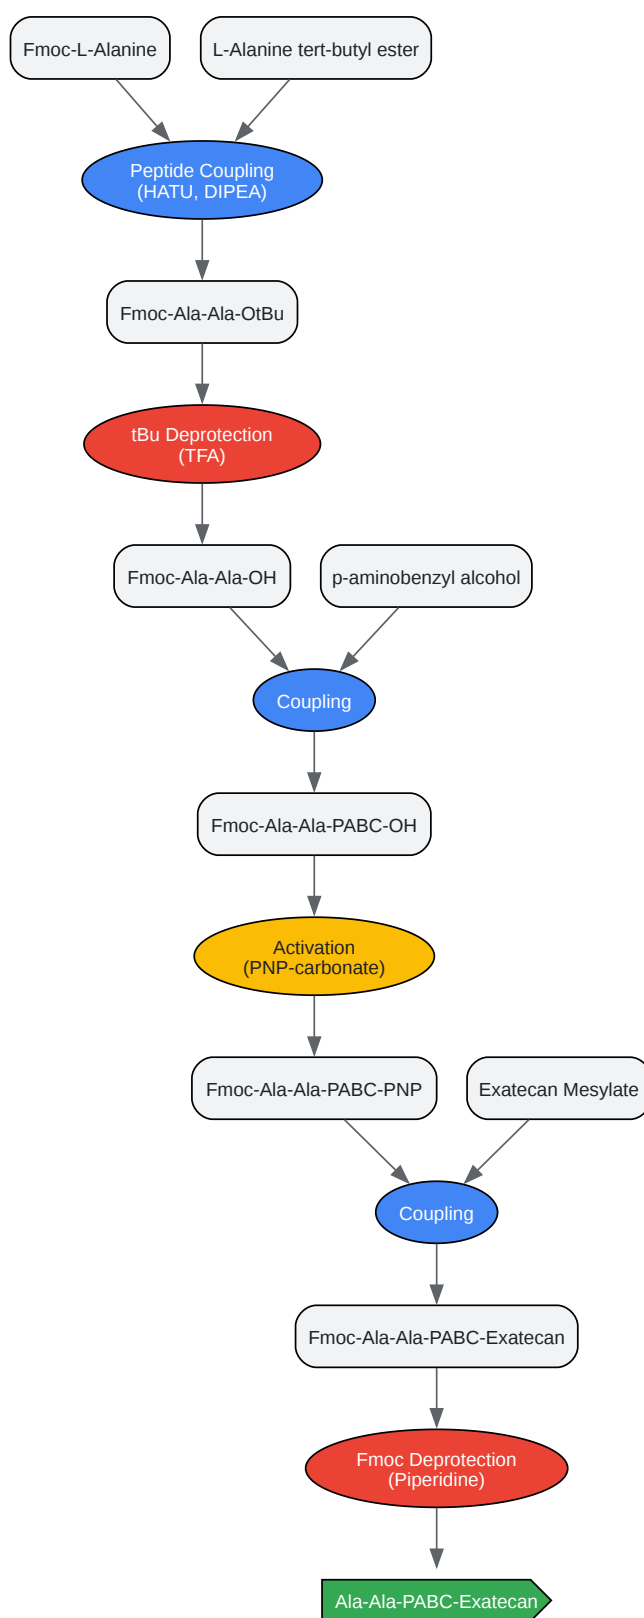 Fmoc-L-Alanine
L-Alanine tert-butyl ester
Peptide Coupling
(HATU, DIPEA)
Fmoc-Ala-Ala-OtBu
tBu Deprotection
(TFA)
Fmoc-Ala-Ala-OH
p-aminobenzyl alcohol
Coupling
Fmoc-Ala-Ala-PABC-OH
Activation
(PNP-carbonate)
Fmoc-Ala-Ala-PABC-PNP
Exatecan Mesylate
Coupling
Fmoc-Ala-Ala-PABC-Exatecan
Fmoc Deprotection
(Piperidine)
Ala-Ala-PABC-Exatecan